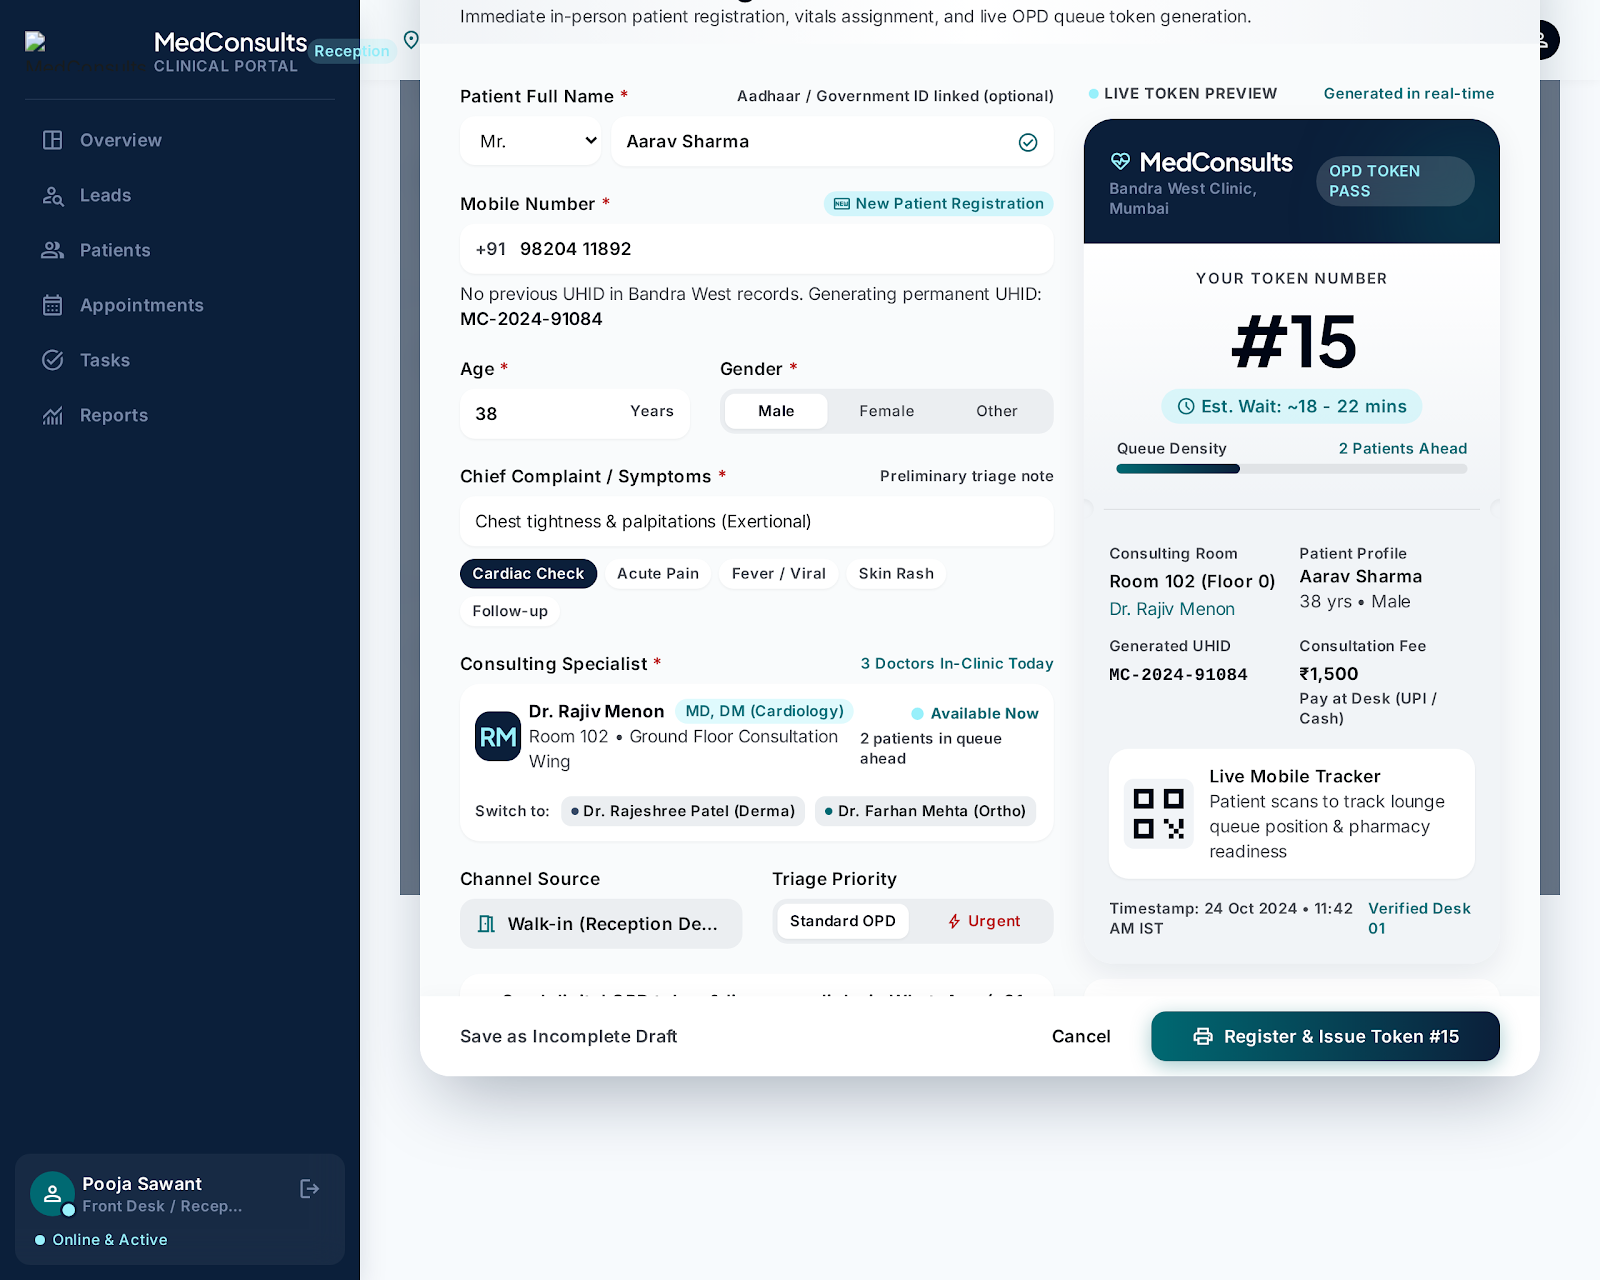 MedConsults
CLINICAL PORTAL
Reception
Overview
Leads
Patients
Appointments
Tasks
Reports
Pooja Sawant
Front Desk / Recep...
Online & Active
Immediate in-person patient registration, vitals assignment, and live OPD queue token generation.
Patient Full Name *
Aadhaar / Government ID linked (optional)
Mr.
Aarav Sharma
Mobile Number *
NEW New Patient Registration
+91 98204 11892
No previous UHID in Bandra West records. Generating permanent UHID:
MC-2024-91084
Age *
Gender *
38 Years
Male Female Other
Chief Complaint / Symptoms *
Preliminary triage note
Chest tightness & palpitations (Exertional)
Cardiac Check Acute Pain Fever / Viral Skin Rash
Follow-up
Consulting Specialist *
3 Doctors In-Clinic Today
RM
Dr. Rajiv Menon MD, DM (Cardiology)
Room 102 • Ground Floor Consultation
Wing
Available Now
2 patients in queue
ahead
Switch to: Dr. Rajeshree Patel (Derma) Dr. Farhan Mehta (Ortho)
Channel Source
Triage Priority
Walk-in (Reception De...
Standard OPD Urgent
LIVE TOKEN PREVIEW
Generated in real-time
MedConsults
Bandra West Clinic,
Mumbai
OPD TOKEN
PASS
YOUR TOKEN NUMBER
#15
Est. Wait: ~18 - 22 mins
Queue Density
2 Patients Ahead
Consulting Room
Room 102 (Floor 0)
Dr. Rajiv Menon
Patient Profile
Aarav Sharma
38 yrs • Male
Generated UHID
MC-2024-91084
Consultation Fee
₹1,500
Pay at Desk (UPI /
Cash)
Live Mobile Tracker
Patient scans to track lounge
queue position & pharmacy
readiness
Timestamp: 24 Oct 2024 • 11:42
AM IST
Verified Desk
01
Save as Incomplete Draft
Cancel
Register & Issue Token #15